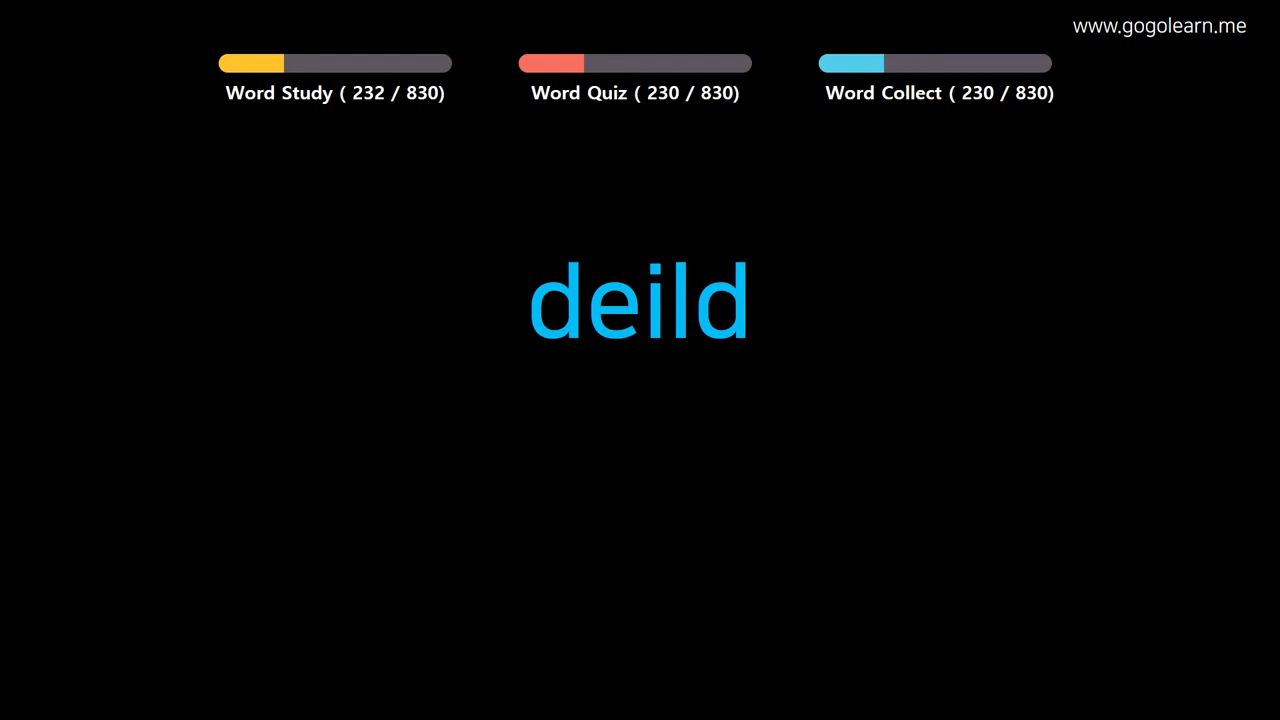 www.gogolearn.me
Word Study ( 232 / 830)
Word Quiz ( 230 / 830)
Word Collect ( 230 / 830)
deild